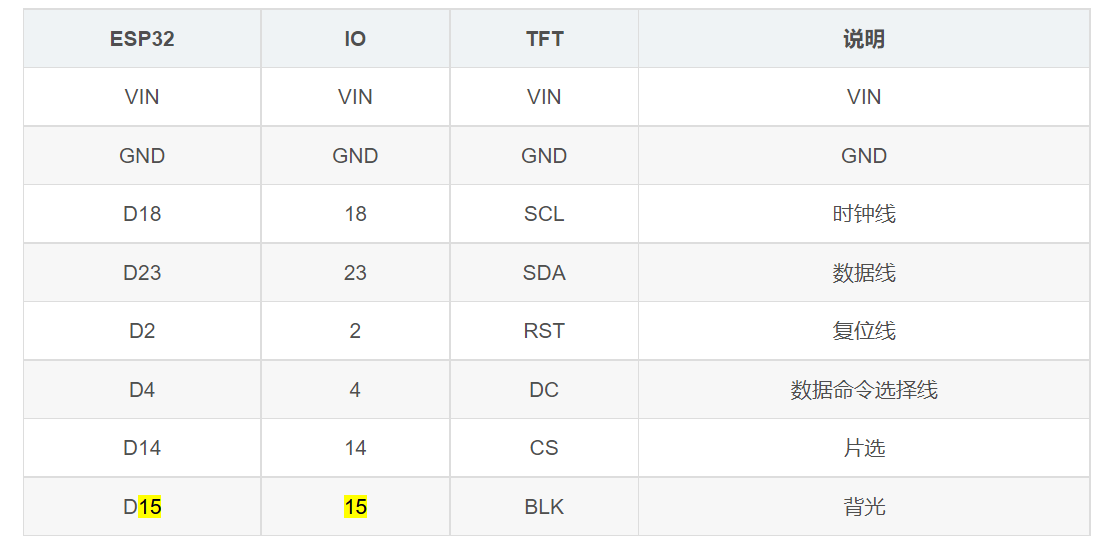 ESP32 IO TFT 说明
VIN VIN VIN VIN
GND GND GND GND
D18 18 SCL 时钟线
D23 23 SDA 数据线
D2 2 RST 复位线
D4 4 DC 数据命令选择线
D14 14 CS 片选
D15 15 BLK 背光